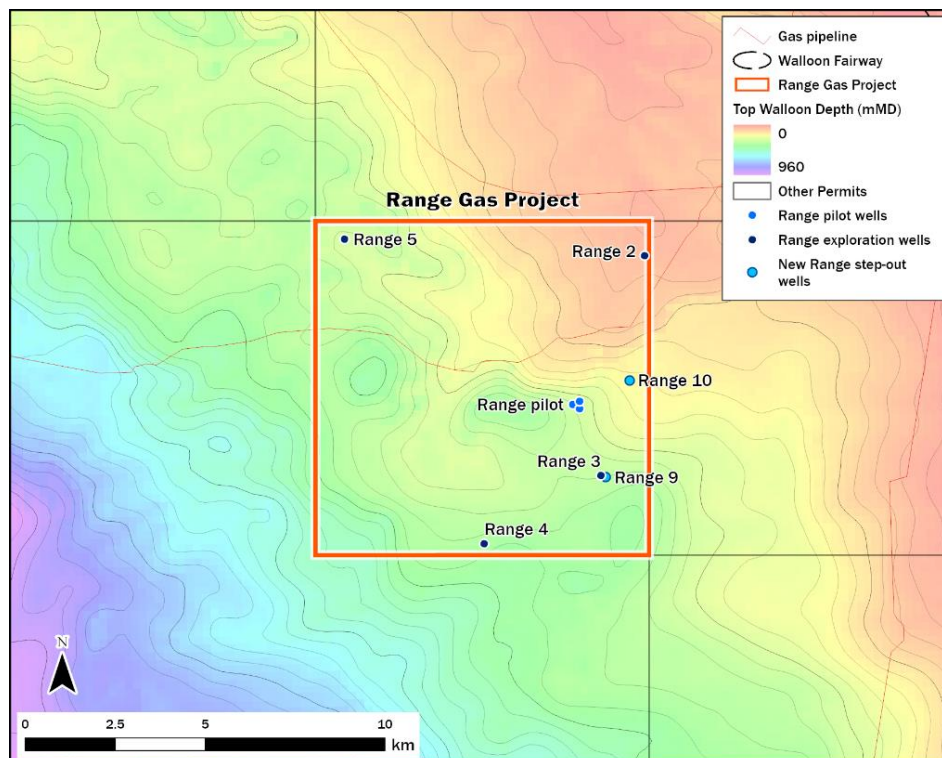 Gas pipeline
Walloon Fairway
Range Gas Project
Top Walloon Depth (mMD)
0
960
Other Permits
Range pilot wells
Range exploration wells
New Range step-out
wells
Range Gas Project
Range 5
Range 2
Range 10
Range pilot
Range 3
Range 9
Range 4
N
0 2.5 5 10
km